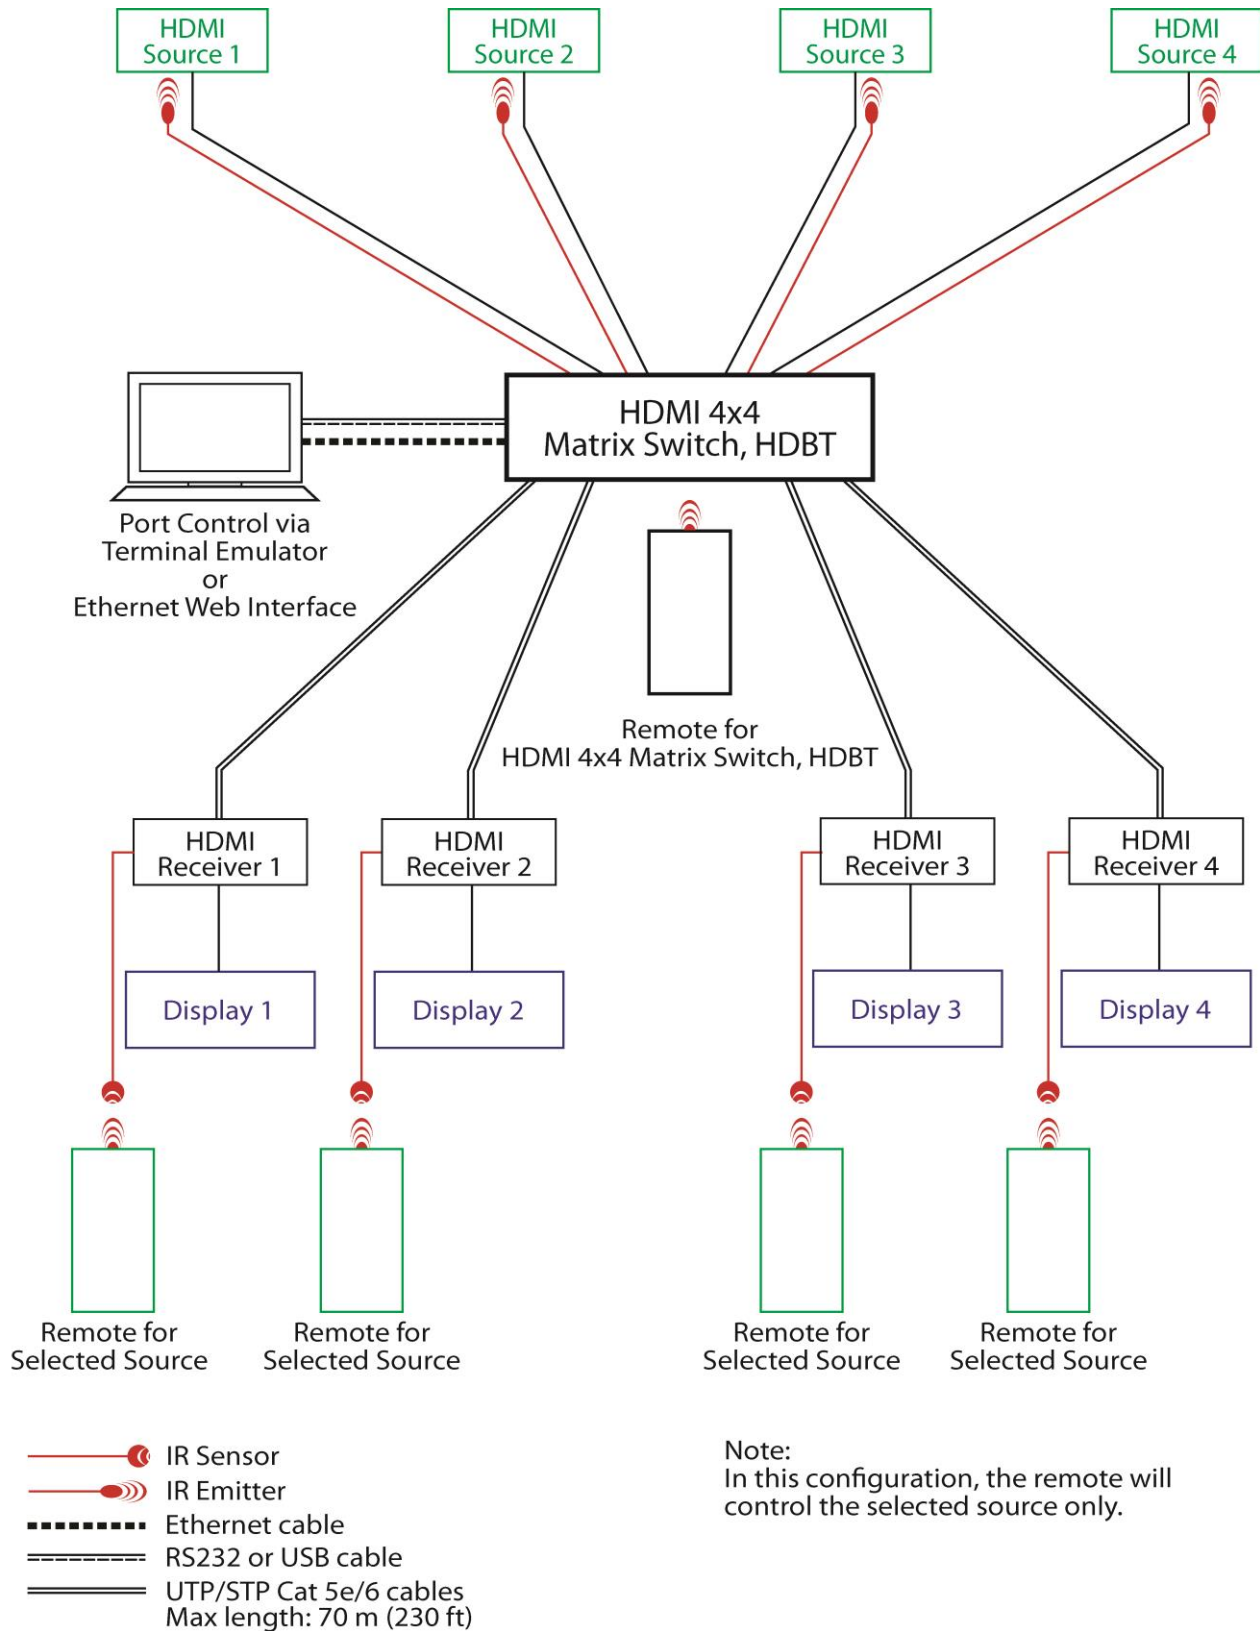 HDMI
Source 1
HDMI
Source 2
HDMI
Source 3
HDMI
Source 4
HDMI 4x4
Matrix Switch, HDBT
Port Control via
Terminal Emulator
or
Ethernet Web Interface
Remote for
HDMI 4x4 Matrix Switch, HDBT
HDMI
Receiver 1
HDMI
Receiver 2
HDMI
Receiver 3
HDMI
Receiver 4
Display 1
Display 2
Display 3
Display 4
Remote for
Selected Source
Remote for
Selected Source
Remote for
Selected Source
Remote for
Selected Source
IR Sensor
IR Emitter
Ethernet cable
RS232 or USB cable
UTP/STP Cat 5e/6 cables
Max length: 70 m (230 ft)
Note:
In this configuration, the remote will
control the selected source only.